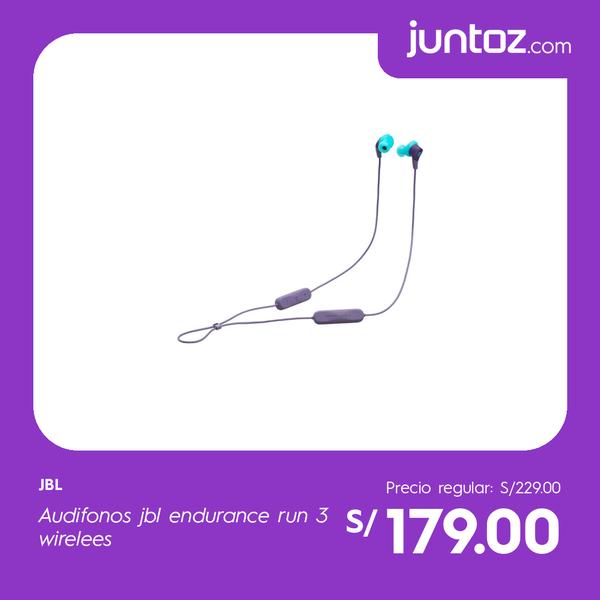 juntoz.com
JBL
Audifonos jbl endurance run 3
wirelees
Precio regular: S/229.00
S/179.00